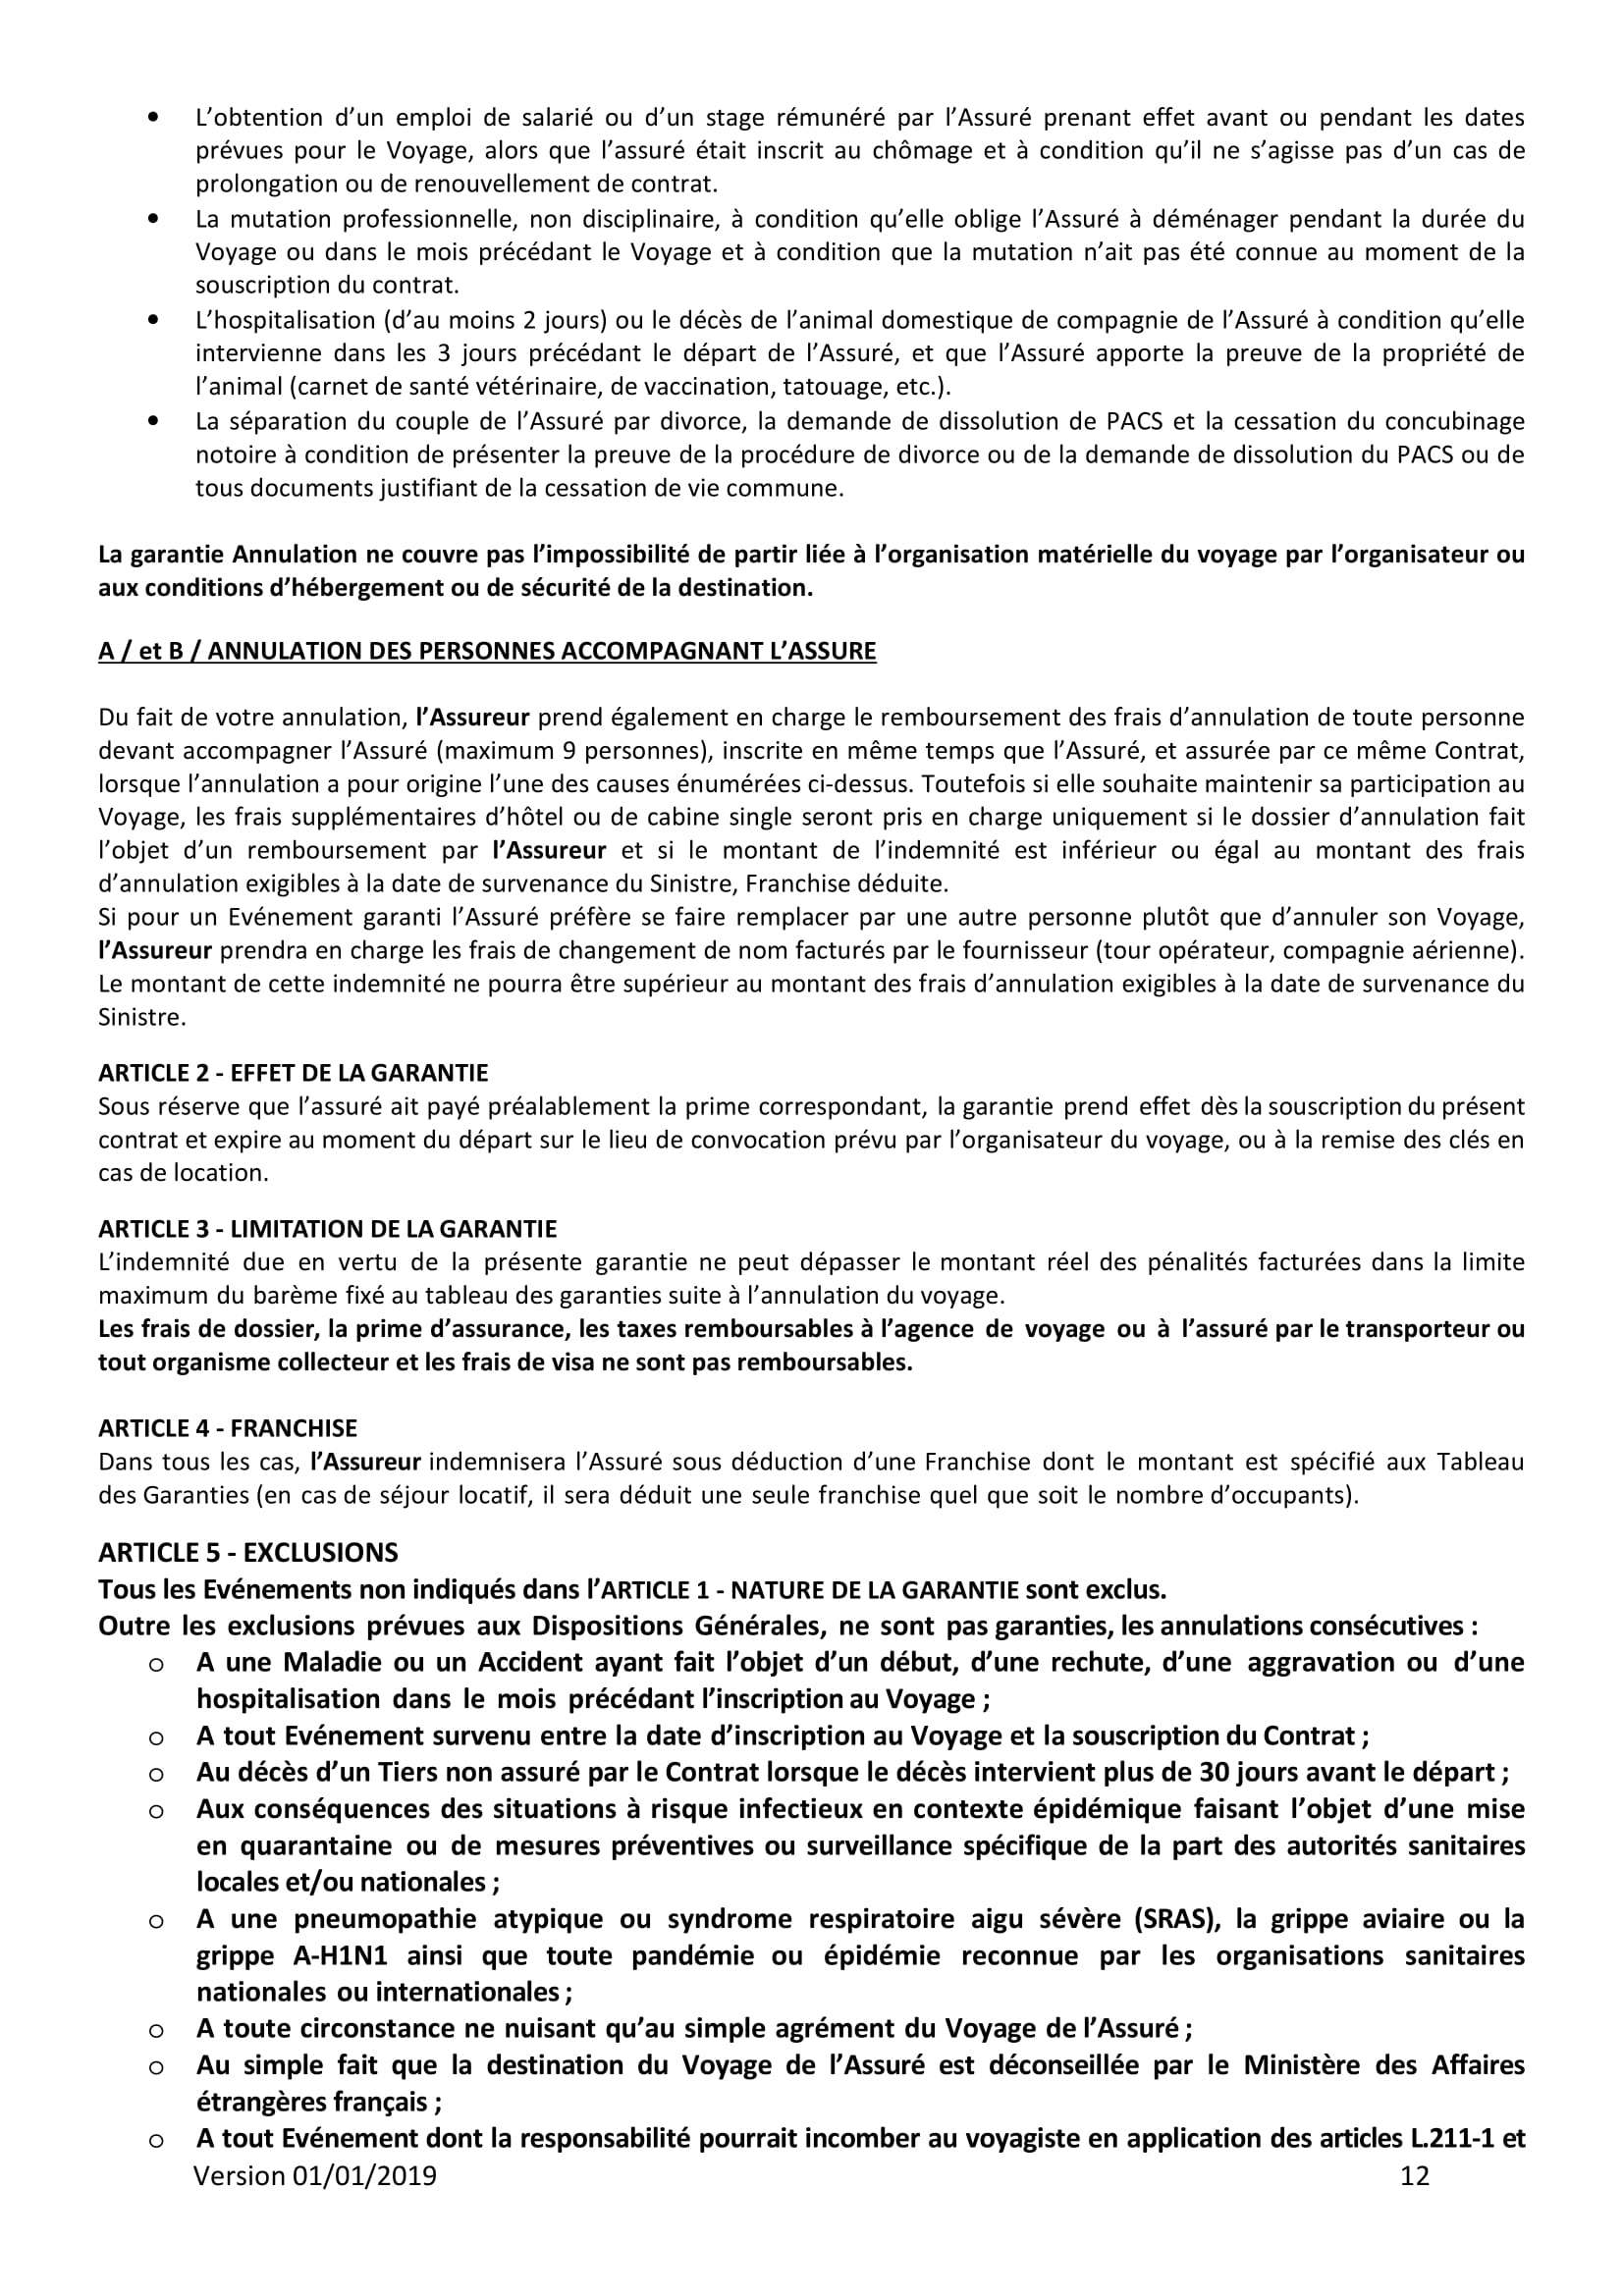 • L’obtention d’un emploi de salarié ou d’un stage rémunéré par l’Assuré prenant effet avant ou pendant les dates
prévues pour le Voyage, alors que l’assuré était inscrit au chômage et à condition qu’il ne s’agisse pas d’un cas de
prolongation ou de renouvellement de contrat.
• La mutation professionnelle, non disciplinaire, à condition qu’elle oblige l’Assuré à déménager pendant la durée du
Voyage ou dans le mois précédant le Voyage et à condition que la mutation n’ait pas été connue au moment de la
souscription du contrat.
• L’hospitalisation (d’au moins 2 jours) ou le décès de l’animal domestique de compagnie de l’Assuré à condition qu’elle
intervienne dans les 3 jours précédant le départ de l’Assuré, et que l’Assuré apporte la preuve de la propriété de
l’animal (carnet de santé vétérinaire, de vaccination, tatouage, etc.).
• La séparation du couple de l’Assuré par divorce, la demande de dissolution de PACS et la cessation du concubinage
notoire à condition de présenter la preuve de la procédure de divorce ou de la demande de dissolution du PACS ou de
tous documents justifiant de la cessation de vie commune.
La garantie Annulation ne couvre pas l’impossibilité de partir liée à l’organisation matérielle du voyage par l’organisateur ou
aux conditions d’hébergement ou de sécurité de la destination.
A / et B / ANNULATION DES PERSONNES ACCOMPAGNANT L’ASSURE
Du fait de votre annulation, l’Assureur prend également en charge le remboursement des frais d’annulation de toute personne
devant accompagner l’Assuré (maximum 9 personnes), inscrite en même temps que l’Assuré, et assurée par ce même Contrat,
lorsque l’annulation a pour origine l’une des causes énumérées ci-dessus. Toutefois si elle souhaite maintenir sa participation au
Voyage, les frais supplémentaires d’hôtel ou de cabine single seront pris en charge uniquement si le dossier d’annulation fait
l’objet d’un remboursement par l’Assureur et si le montant de l’indemnité est inférieur ou égal au montant des frais
d’annulation exigibles à la date de survenance du Sinistre, Franchise déduite.
Si pour un Evénement garanti l’Assuré préfère se faire remplacer par une autre personne plutôt que d’annuler son Voyage,
l’Assureur prendra en charge les frais de changement de nom facturés par le fournisseur (tour opérateur, compagnie aérienne).
Le montant de cette indemnité ne pourra être supérieur au montant des frais d’annulation exigibles à la date de survenance du
Sinistre.
ARTICLE 2 - EFFET DE LA GARANTIE
Sous réserve que l’assuré ait payé préalablement la prime correspondant, la garantie prend effet dès la souscription du présent
contrat et expire au moment du départ sur le lieu de convocation prévu par l’organisateur du voyage, ou à la remise des clés en
cas de location.
ARTICLE 3 - LIMITATION DE LA GARANTIE
L’indemnité due en vertu de la présente garantie ne peut dépasser le montant réel des pénalités facturées dans la limite
maximum du barème fixé au tableau des garanties suite à l’annulation du voyage.
Les frais de dossier, la prime d’assurance, les taxes remboursables à l’agence de voyage ou à l’assuré par le transporteur ou
tout organisme collecteur et les frais de visa ne sont pas remboursables.
ARTICLE 4 - FRANCHISE
Dans tous les cas, l’Assureur indemnisera l’Assuré sous déduction d’une Franchise dont le montant est spécifié aux Tableau
des Garanties (en cas de séjour locatif, il sera déduit une seule franchise quel que soit le nombre d’occupants).
ARTICLE 5 - EXCLUSIONS
Tous les Evénements non indiqués dans l’ARTICLE 1 - NATURE DE LA GARANTIE sont exclus.
Outre les exclusions prévues aux Dispositions Générales, ne sont pas garanties, les annulations consécutives :
o A une Maladie ou un Accident ayant fait l’objet d’un début, d’une rechute, d’une aggravation ou d’une
hospitalisation dans le mois précédant l’inscription au Voyage ;
o A tout Evénement survenu entre la date d’inscription au Voyage et la souscription du Contrat ;
o Au décès d’un Tiers non assuré par le Contrat lorsque le décès intervient plus de 30 jours avant le départ ;
o Aux conséquences des situations à risque infectieux en contexte épidémique faisant l’objet d’une mise
en quarantaine ou de mesures préventives ou surveillance spécifique de la part des autorités sanitaires
locales et/ou nationales ;
o A une pneumopathie atypique ou syndrome respiratoire aigu sévère (SRAS), la grippe aviaire ou la
grippe A-H1N1 ainsi que toute pandémie ou épidémie reconnue par les organisations sanitaires
nationales ou internationales ;
o A toute circonstance ne nuisant qu’au simple agrément du Voyage de l’Assuré ;
o Au simple fait que la destination du Voyage de l’Assuré est déconseillée par le Ministère des Affaires
étrangères français ;
o A tout Evénement dont la responsabilité pourrait incomber au voyagiste en application des articles L.211-1 et
Version 01/01/2019 12